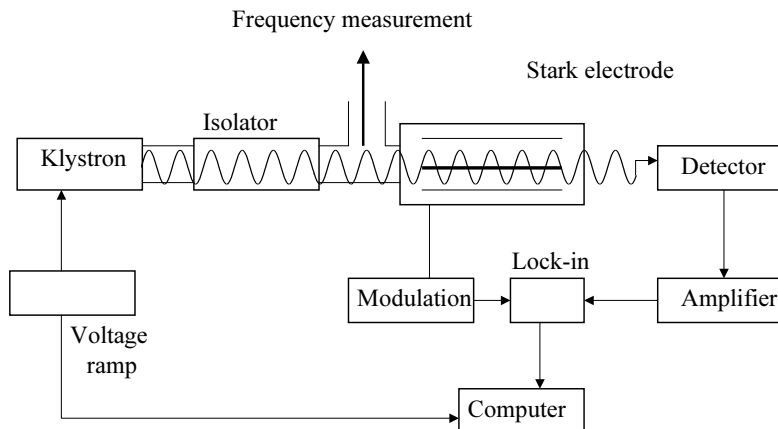 Frequency measurement
Stark electrode
Isolator
Klystron
Detector
Lock-in
Modulation
Amplifier
Voltage
ramp
Computer